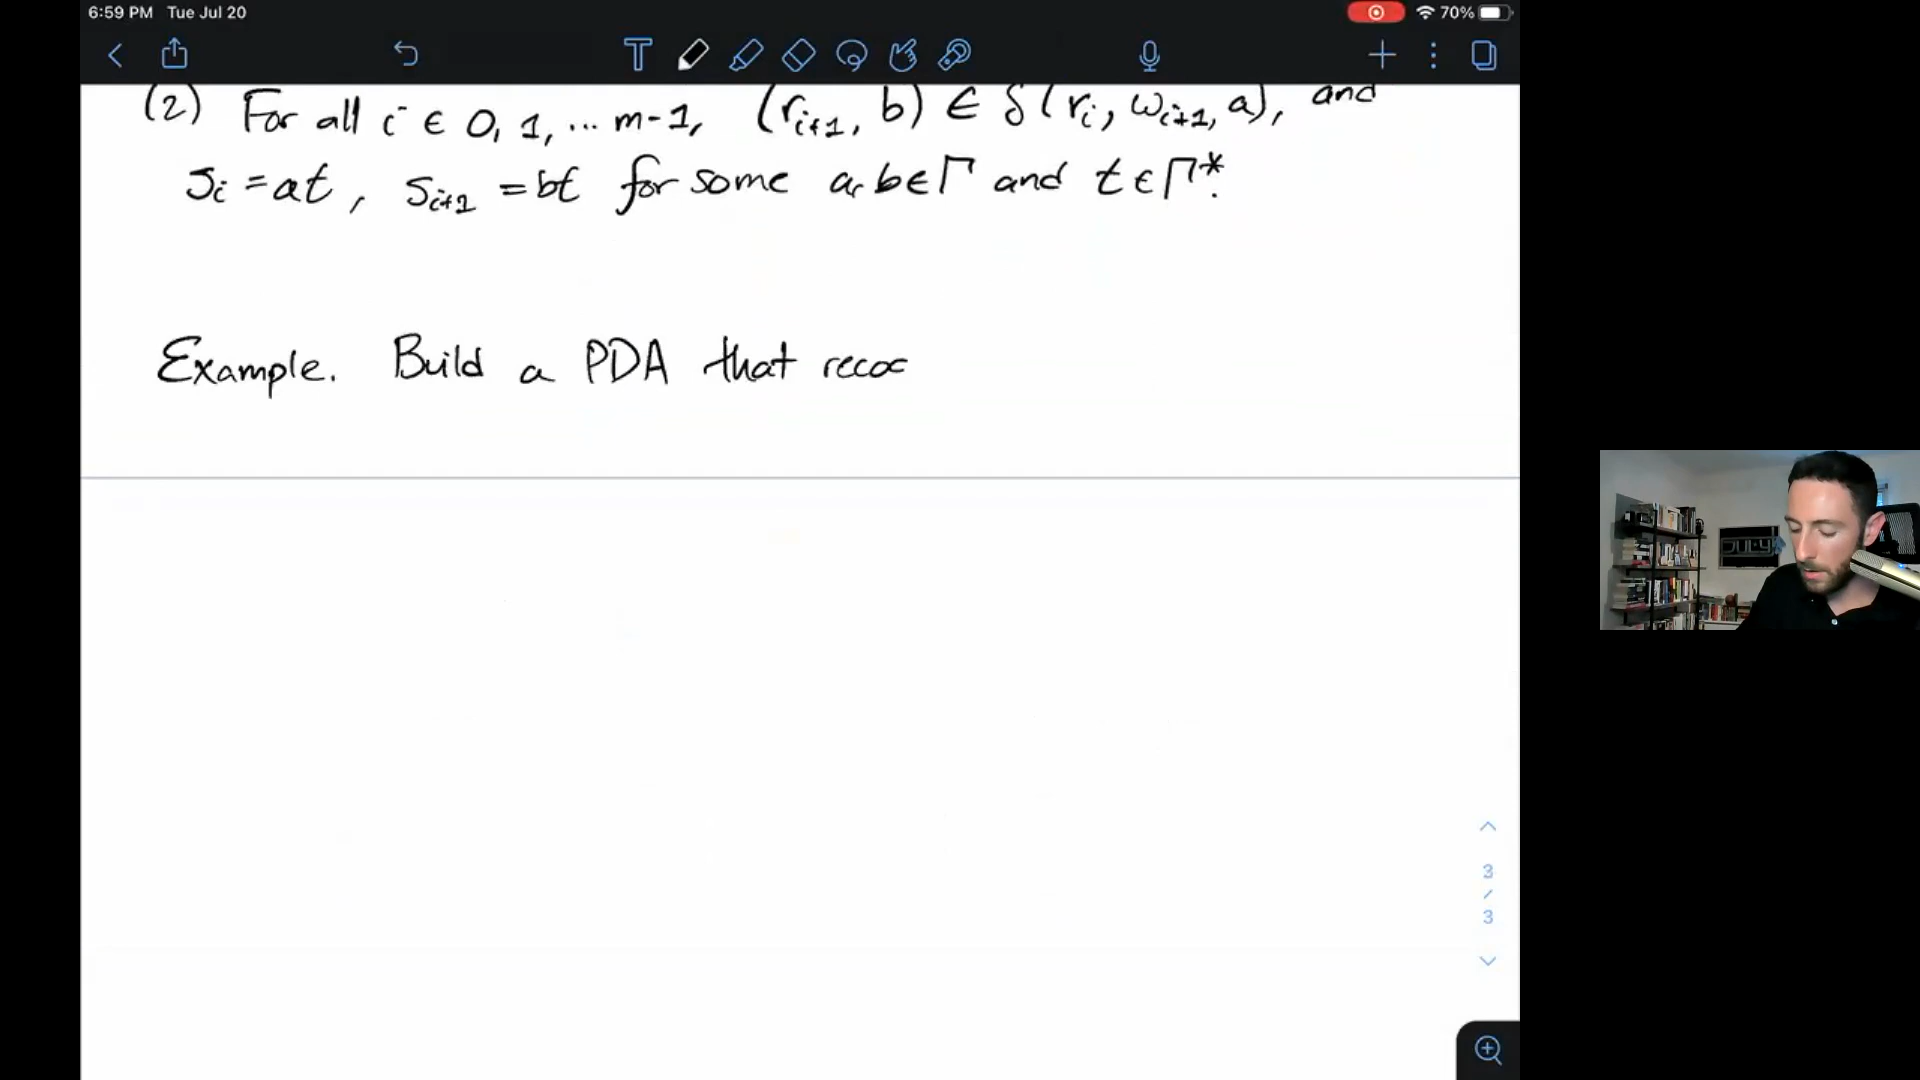 6:59 PM Tue Jul 20
70%
(2) For all i ∈ 0, 1, ... m-1, (rᵢ₊₁, b) ∈ δ(rᵢ, ωᵢ₊₁, a), and
sᵢ = at, sᵢ₊₁ = bt for some a, b ∈ Γ and t ∈ Γ*.
Example. Build a PDA that recog
3
/
3